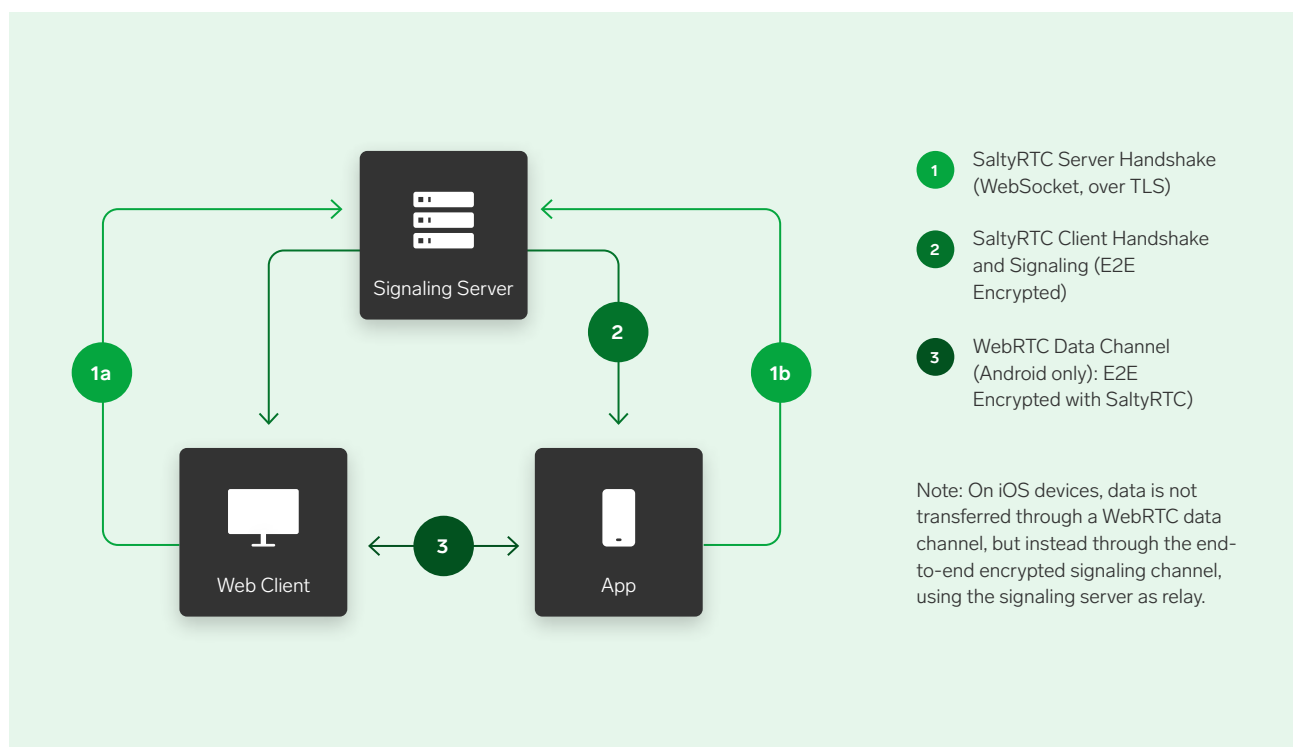 Signaling Server
1a
2
1b
Web Client
3
App
1
SaltyRTC Server Handshake
(WebSocket, over TLS)
2
SaltyRTC Client Handshake
and Signaling (E2E
Encrypted)
3
WebRTC Data Channel
(Android only): E2E
Encrypted with SaltyRTC)
Note: On iOS devices, data is not
transferred through a WebRTC data
channel, but instead through the end-
to-end encrypted signaling channel,
using the signaling server as relay.